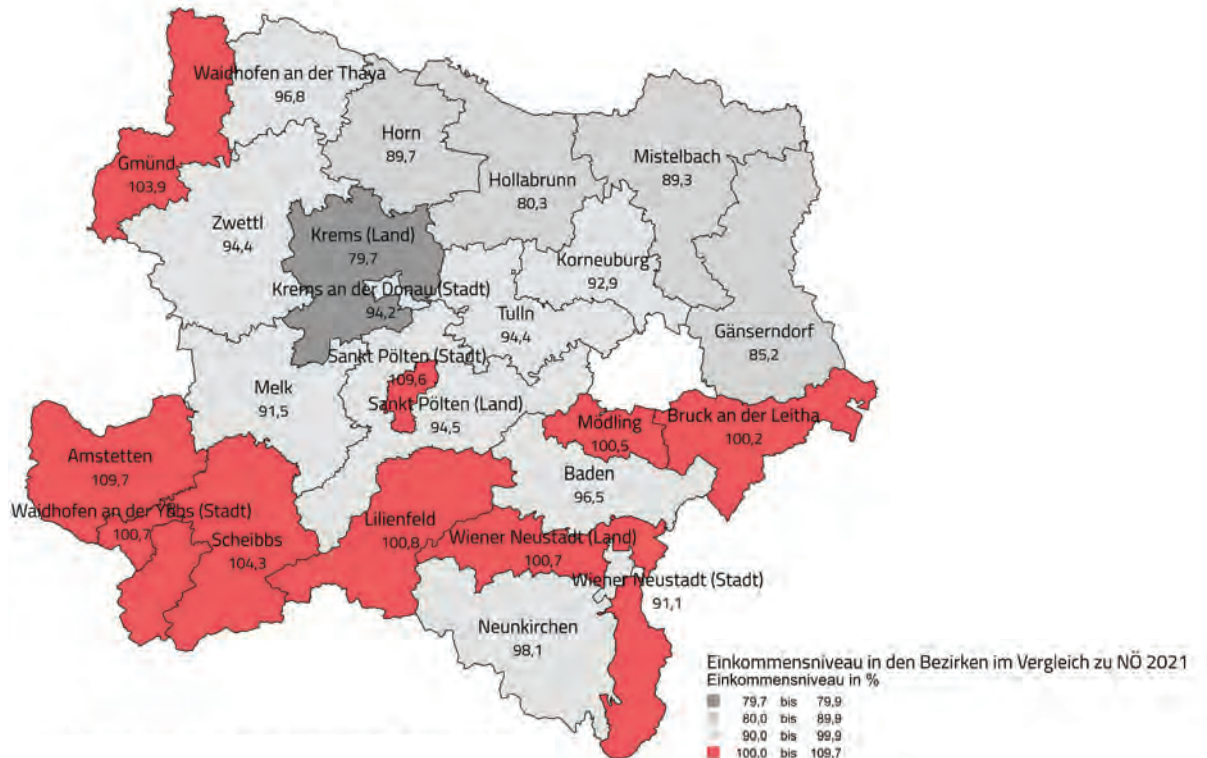 Waidhofen an der Thaya
96,8
Horn
89,7
Mistelbach
89,3
Gmünd
103,9
Hollabrunn
80,3
Zwettl
94,4
Krems (Land)
79,7
Korneuburg
92,9
Krems an der Donau (Stadt)
94,2
Tulln
94,4
Gänserndorf
85,2
Sankt Pölten (Stadt)
109,6
Melk
91,5
Sankt Pölten (Land)
94,5
Mödling
100,5
Bruck an der Leitha
100,2
Amstetten
109,7
Baden
96,5
Waidhofen an der Ybbs (Stadt)
100,7
Lilienfeld
100,8
Scheibbs
104,3
Wiener Neustadt (Land)
100,7
Wiener Neustadt (Stadt)
91,1
Neunkirchen
98,1
Einkommensniveau in den Bezirken im Vergleich zu NÖ 2021
Einkommensniveau in %
79,7 bis 79,9
80,0 bis 89,9
90,0 bis 99,9
100,0 bis 109,7